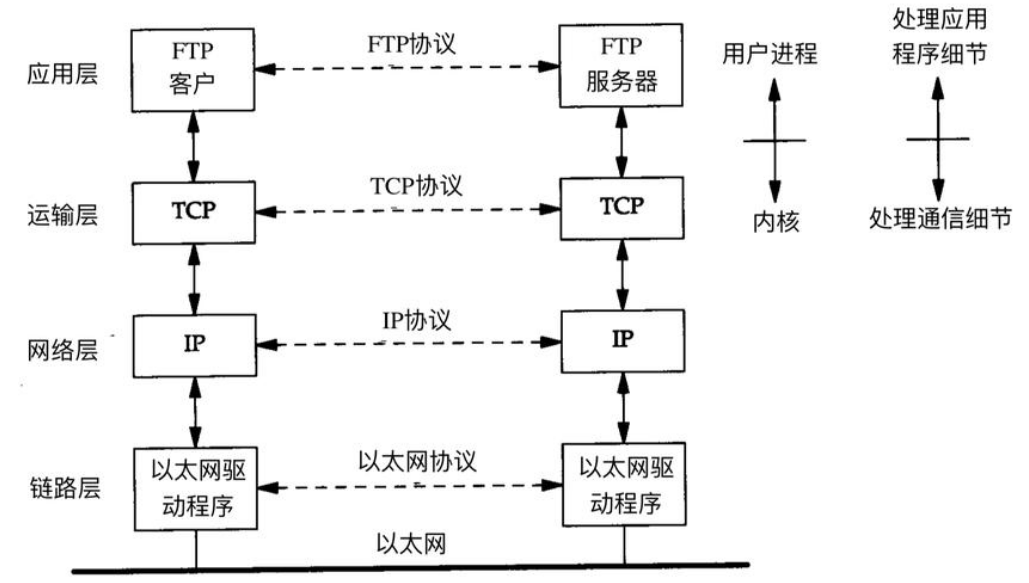 处理应用
程序细节
用户进程
应用层
FTP
客户
FTP协议
FTP
服务器
内核
处理通信细节
运输层
TCP
TCP协议
TCP
网络层
IP
IP协议
IP
链路层
以太网驱
动程序
以太网协议
以太网驱
动程序
以太网